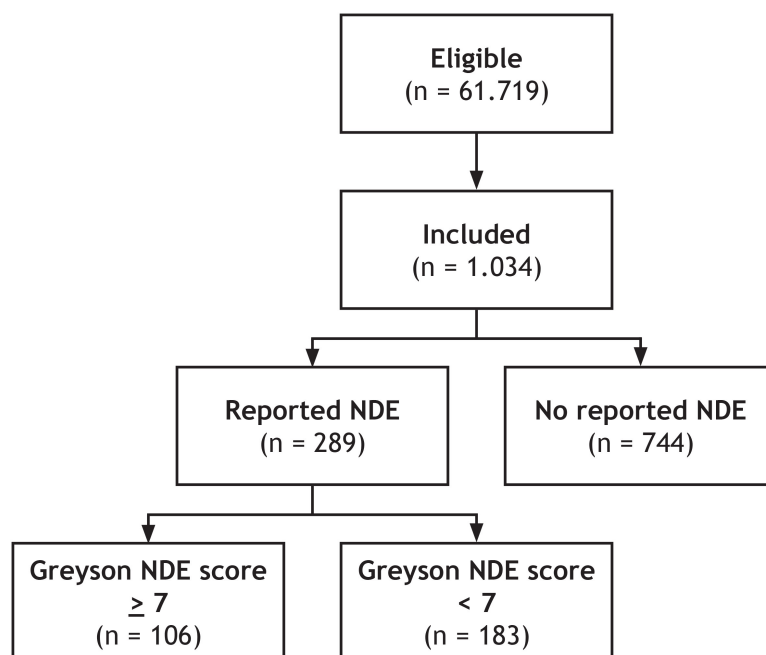 Eligible
(n = 61.719)
Included
(n = 1.034)
Reported NDE
(n = 289)
No reported NDE
(n = 744)
Greyson NDE score
≥ 7
(n = 106)
Greyson NDE score
< 7
(n = 183)